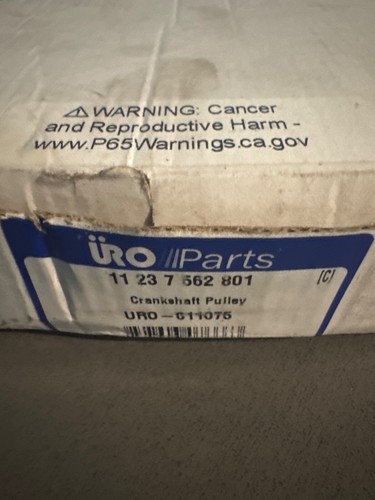 ⚠WARNING: Cancer
and Reproductive Harm -
www.P65Warnings.ca.gov
ÜRO //Parts
11 23 7 562 801 [C]
Crankshaft Pulley
URO-611075